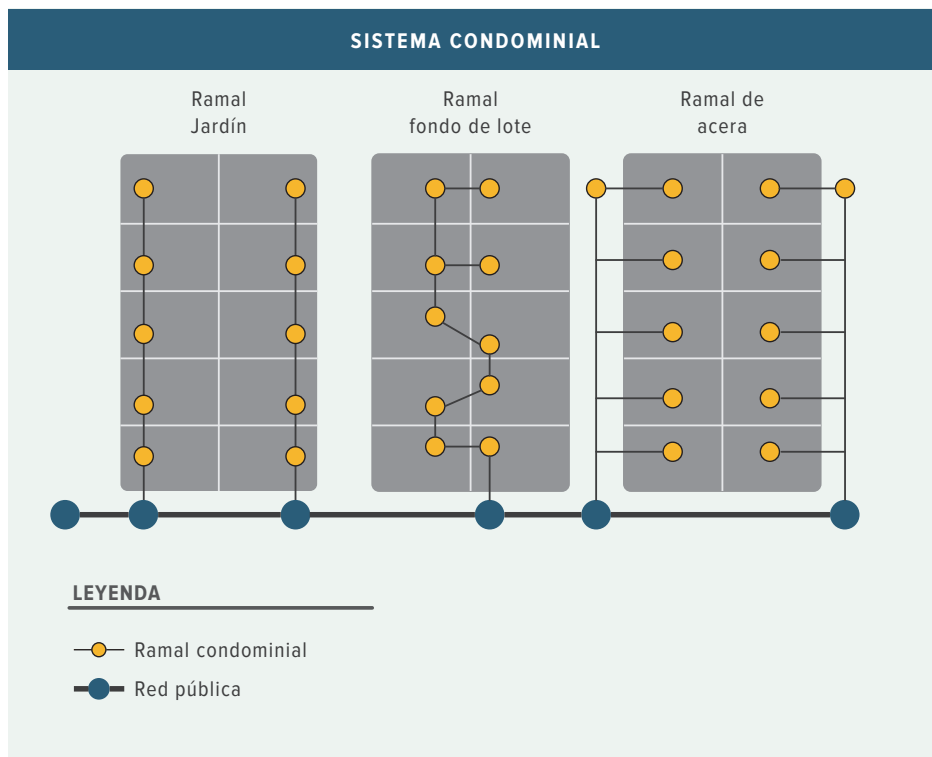 SISTEMA CONDOMINIAL
Ramal
Jardín
Ramal
fondo de lote
Ramal de
acera
LEYENDA
Ramal condominial
Red pública